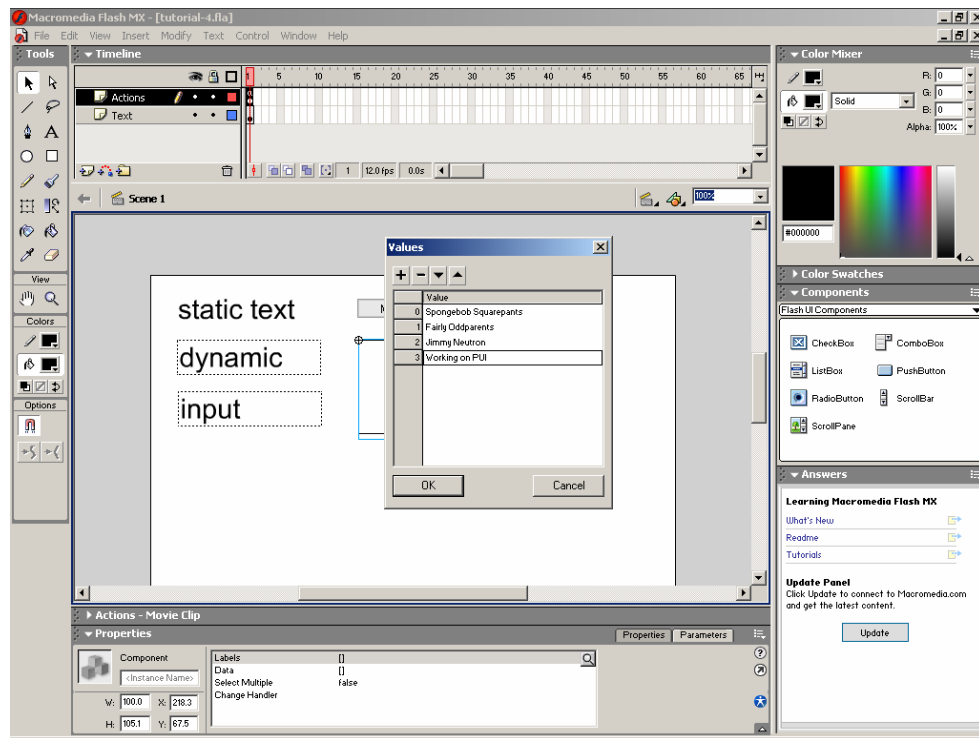 Macromedia Flash MX - [tutorial-4.fla]
File Edit View Insert Modify Text Control Window Help
Tools
Timeline
1 5 10 15 20 25 30 35 40 45 50 55 60 65
Actions
Text
1 12.0 fps 0.0s
Scene 1
100%
View
Colors
Options
static text
dynamic
input
Values
Value
0 Spongebob Squarepants
1 Fairly Oddparents
2 Jimmy Neutron
3 Working on PUI
OK Cancel
Actions - Movie Clip
Properties
Properties Parameters
Component
<Instance Name>
W: 100.0 X: 218.3
H: 105.1 Y: 67.5
Labels []
Data []
Select Multiple false
Change Handler
Color Mixer
R: 0
Solid
G: 0
B: 0
Alpha: 100%
#000000
Color Swatches
Components
Flash UI Components
CheckBox ComboBox
ListBox PushButton
RadioButton ScrollBar
ScrollPane
Answers
Learning Macromedia Flash MX
What's New
Readme
Tutorials
Update Panel
Click Update to connect to Macromedia.com
and get the latest content.
Update